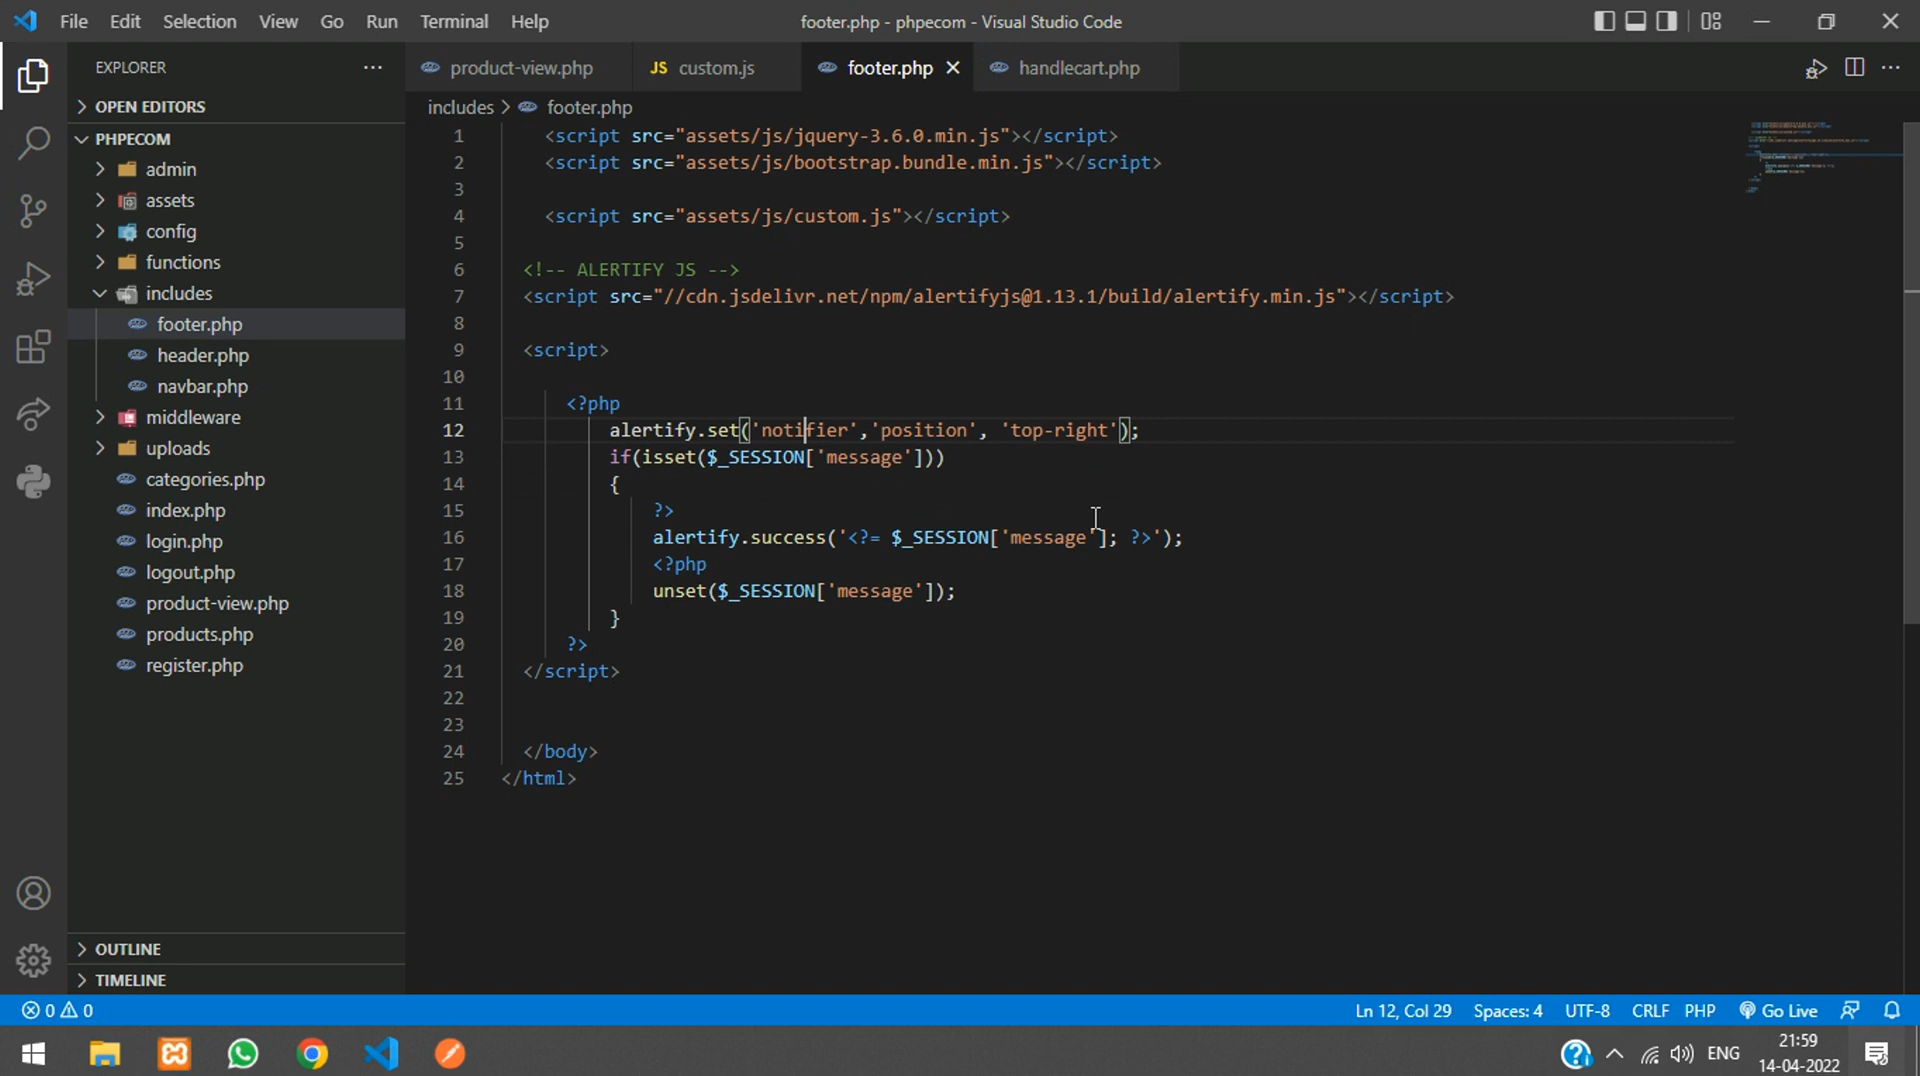 File Edit Selection View Go Run Terminal Help
footer.php - phpecom - Visual Studio Code
EXPLORER
OPEN EDITORS
PHPECOM
admin
assets
config
functions
includes
footer.php
header.php
navbar.php
middleware
uploads
categories.php
index.php
login.php
logout.php
product-view.php
products.php
register.php
OUTLINE
TIMELINE
product-view.php
JS custom.js
footer.php
handlecart.php
includes > footer.php
1 <script src="assets/js/jquery-3.6.0.min.js"></script>
2 <script src="assets/js/bootstrap.bundle.min.js"></script>
3
4 <script src="assets/js/custom.js"></script>
5
6 <!-- ALERTIFY JS -->
7 <script src="//cdn.jsdelivr.net/npm/alertifyjs@1.13.1/build/alertify.min.js"></script>
8
9 <script>
10
11 <?php
12 alertify.set('notifier','position', 'top-right');
13 if(isset($_SESSION['message']))
14 {
15 ?>
16 alertify.success('<?= $_SESSION['message']; ?>');
17 <?php
18 unset($_SESSION['message']);
19 }
20 ?>
21 </script>
22
23
24 </body>
25 </html>
0 0
Ln 12, Col 29 Spaces: 4 UTF-8 CRLF PHP Go Live
ENG
21:59
14-04-2022